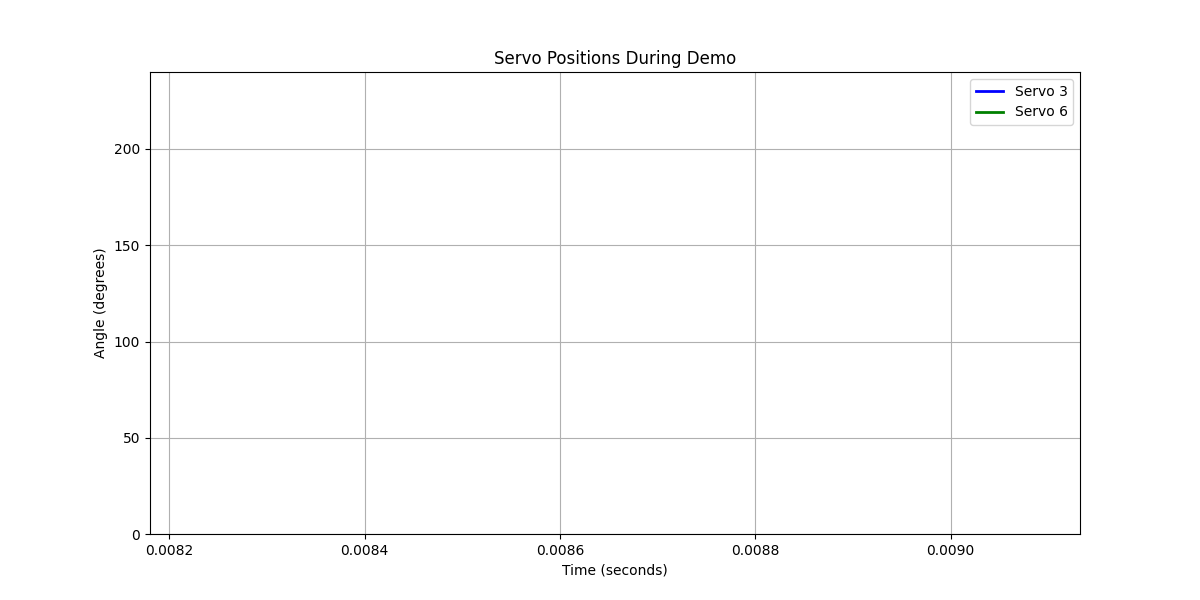 Servo Positions During Demo
Servo 3
Servo 6
200
150
100
50
0
Angle (degrees)
0.0082 0.0084 0.0086 0.0088 0.0090
Time (seconds)